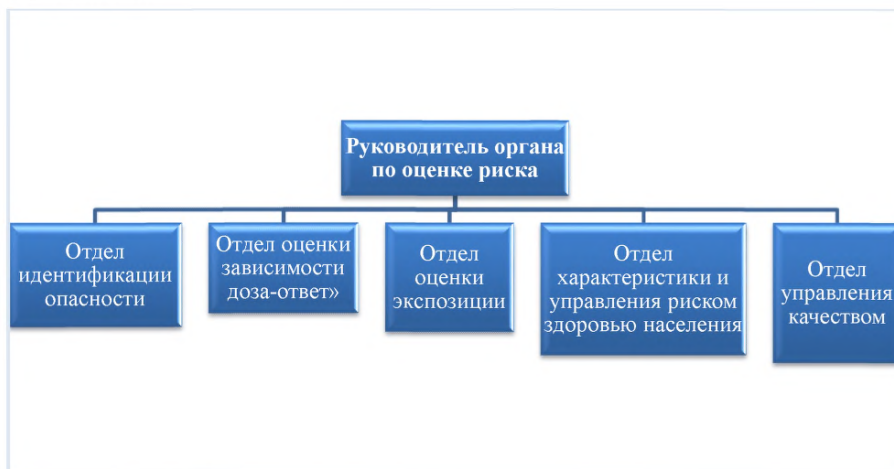 Руководитель органа
по оценке риска
Отдел
идентификации
опасности
Отдел оценки
зависимости
доза-ответ»
Отдел
оценки
экспозиции
Отдел
характеристики и
управления риском
здоровью населения
Отдел
управления
качеством